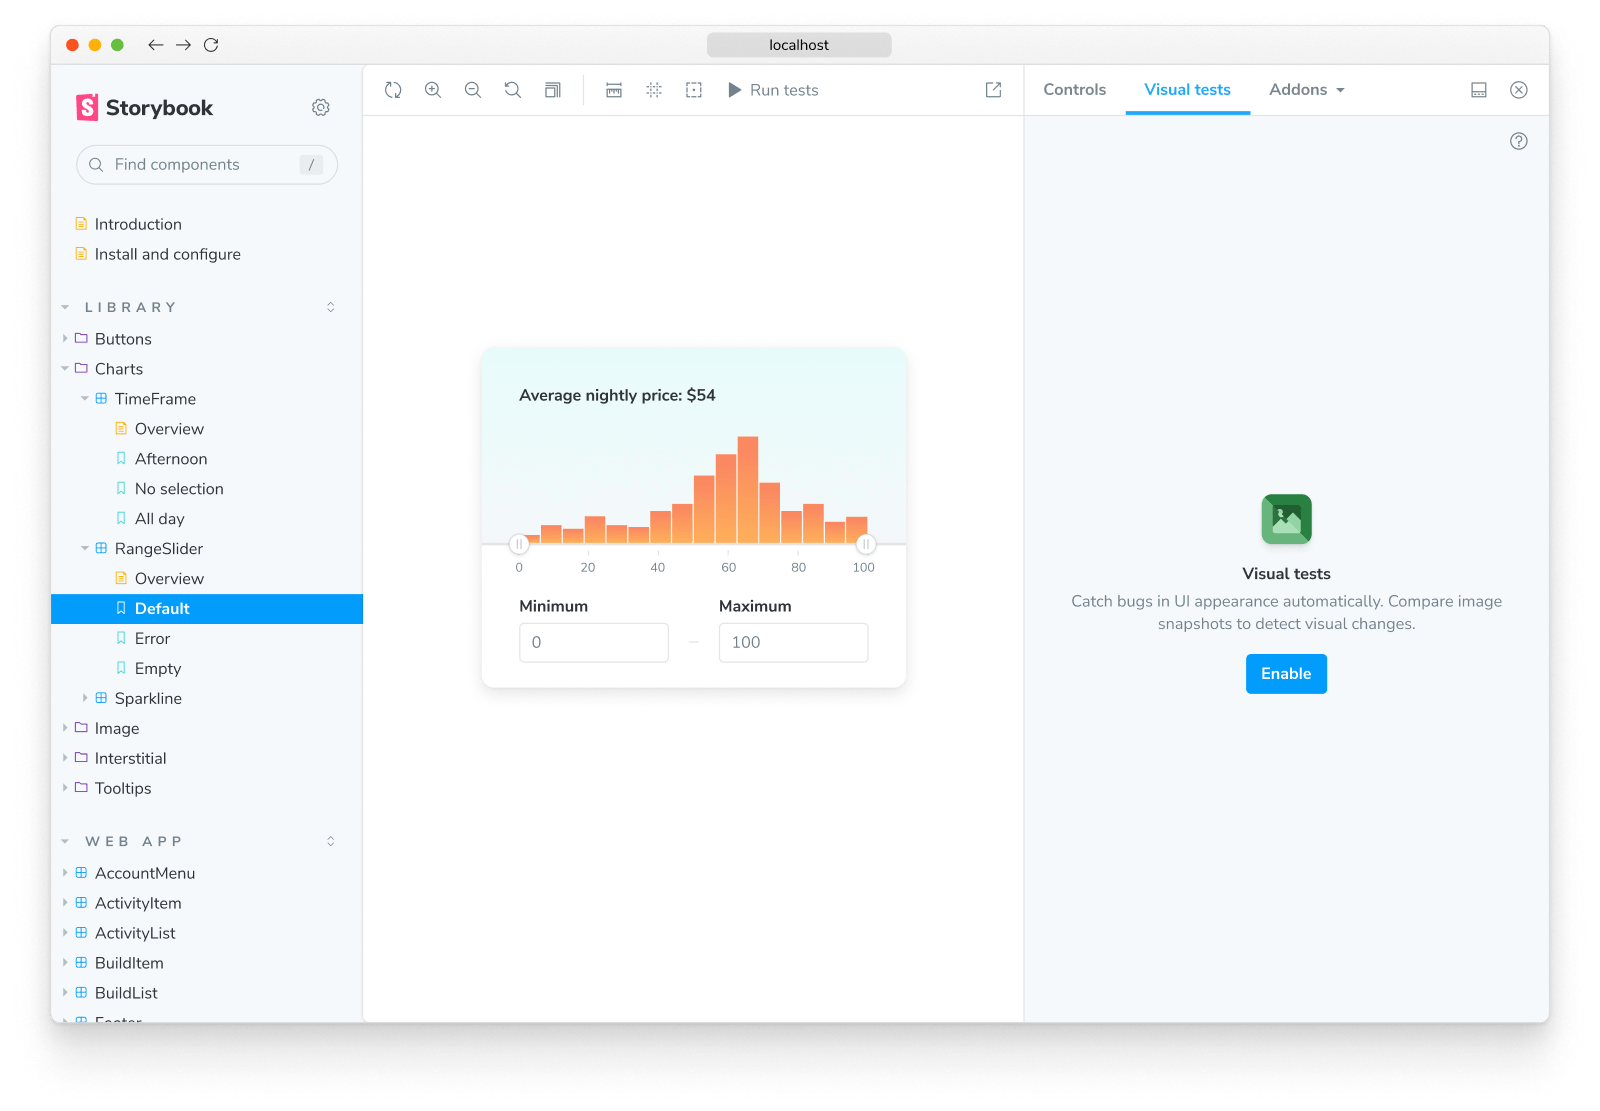 localhost
Storybook
Find components /
Introduction
Install and configure
LIBRARY
Buttons
Charts
TimeFrame
Overview
Afternoon
No selection
All day
RangeSlider
Overview
Default
Error
Empty
Sparkline
Image
Interstitial
Tooltips
WEB APP
AccountMenu
ActivityItem
ActivityList
BuildItem
BuildList
Footer
Run tests
Average nightly price: $54
0 20 40 60 80 100
Minimum Maximum
0 – 100
Controls Visual tests Addons
Visual tests
Catch bugs in UI appearance automatically. Compare image
snapshots to detect visual changes.
Enable